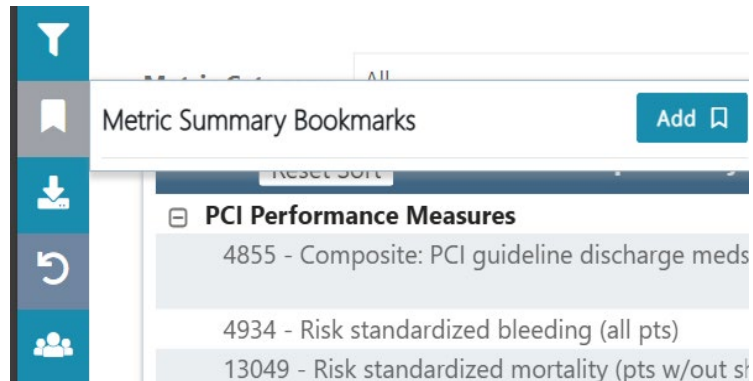 All
Metric Summary Bookmarks
Add
Reset Sort
PCI Performance Measures
4855 - Composite: PCI guideline discharge meds
4934 - Risk standardized bleeding (all pts)
13049 - Risk standardized mortality (pts w/out